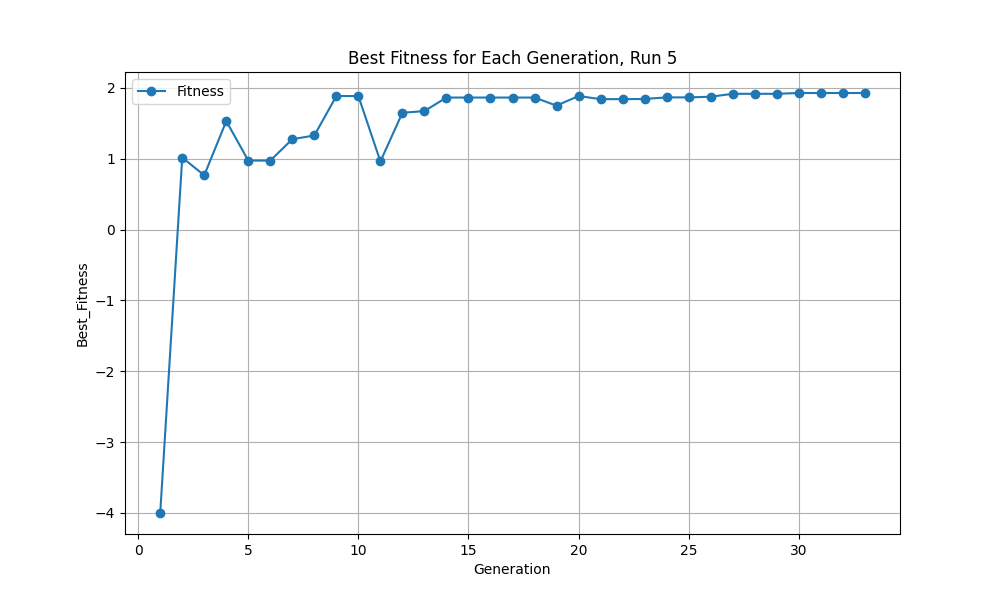 Best Fitness for Each Generation, Run 5
Fitness
Best_Fitness
2
1
0
−1
−2
−3
−4
0 5 10 15 20 25 30
Generation